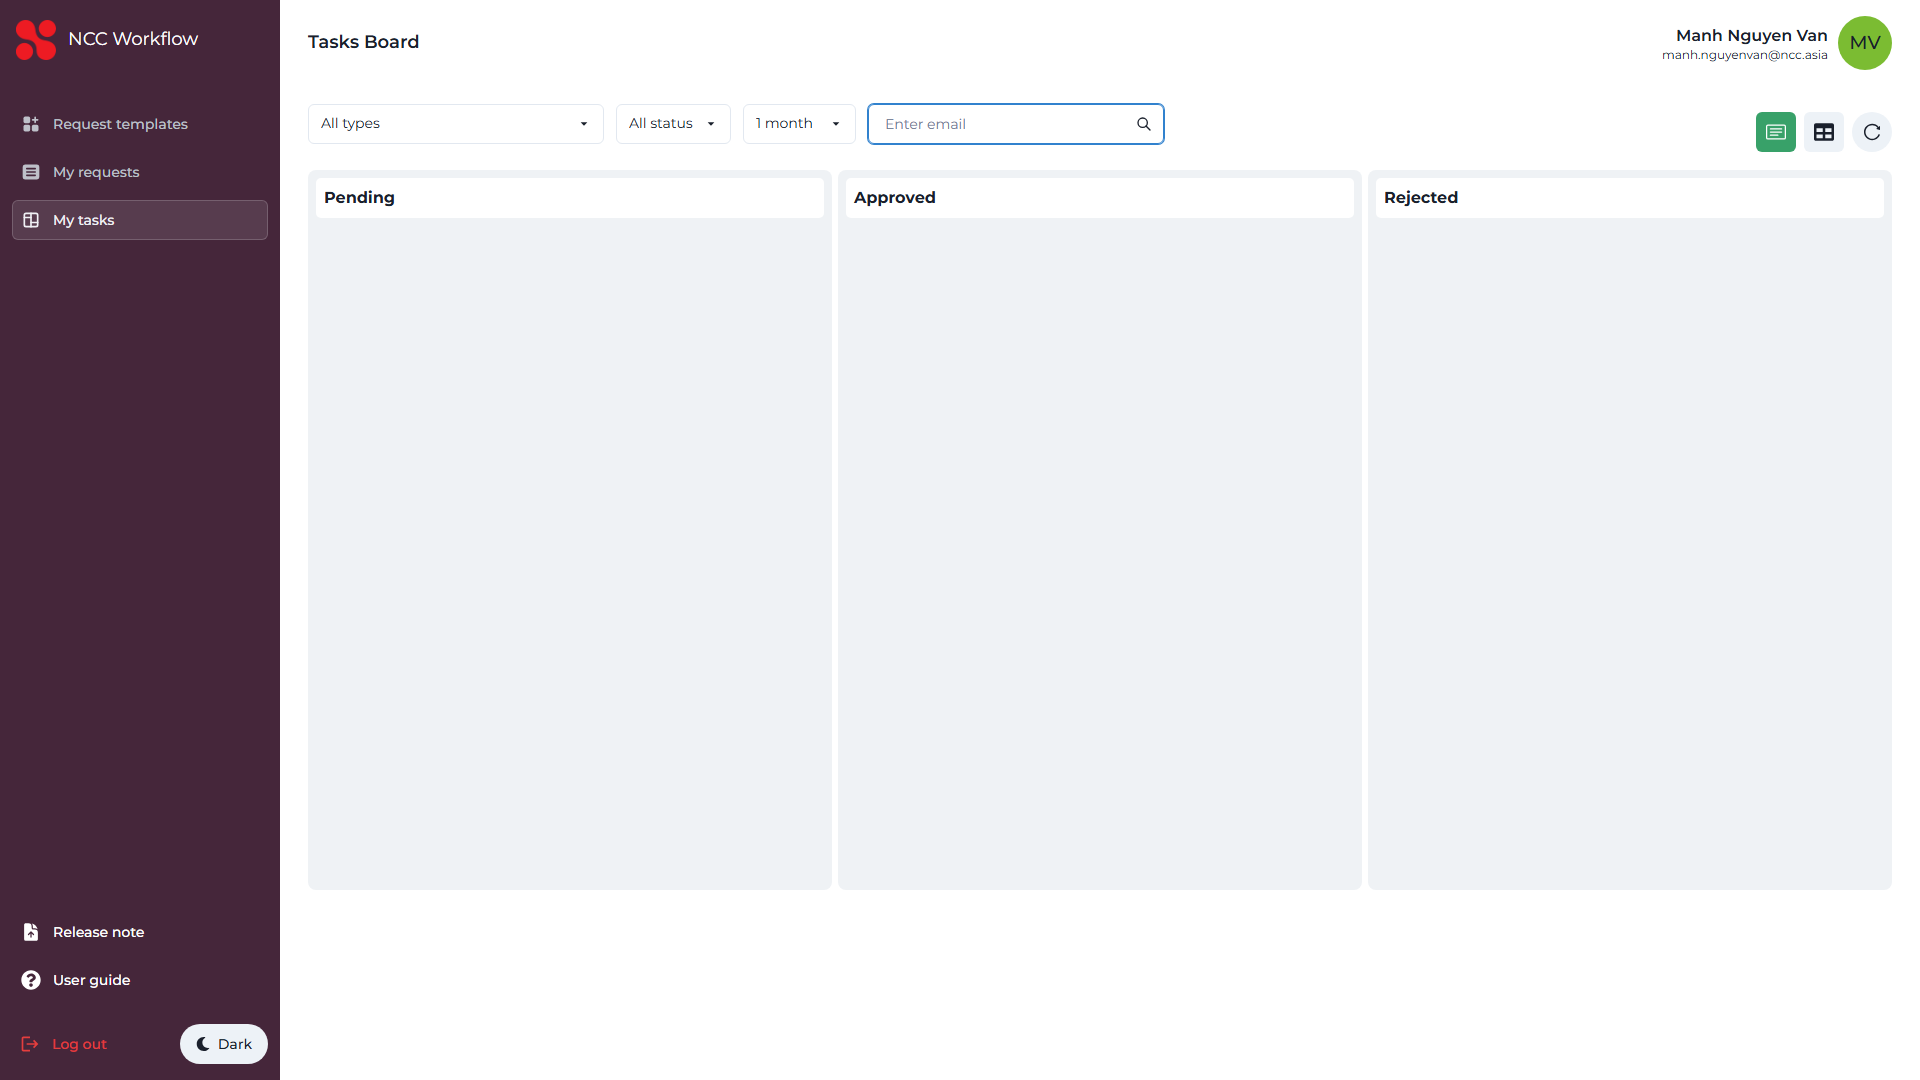 NCC Workflow
Request templates
My requests
My tasks
Release note
User guide
Log out
Dark
Tasks Board
Manh Nguyen Van
manh.nguyenvan@ncc.asia
MV
All types
All status
1 month
Enter email
Pending
Approved
Rejected